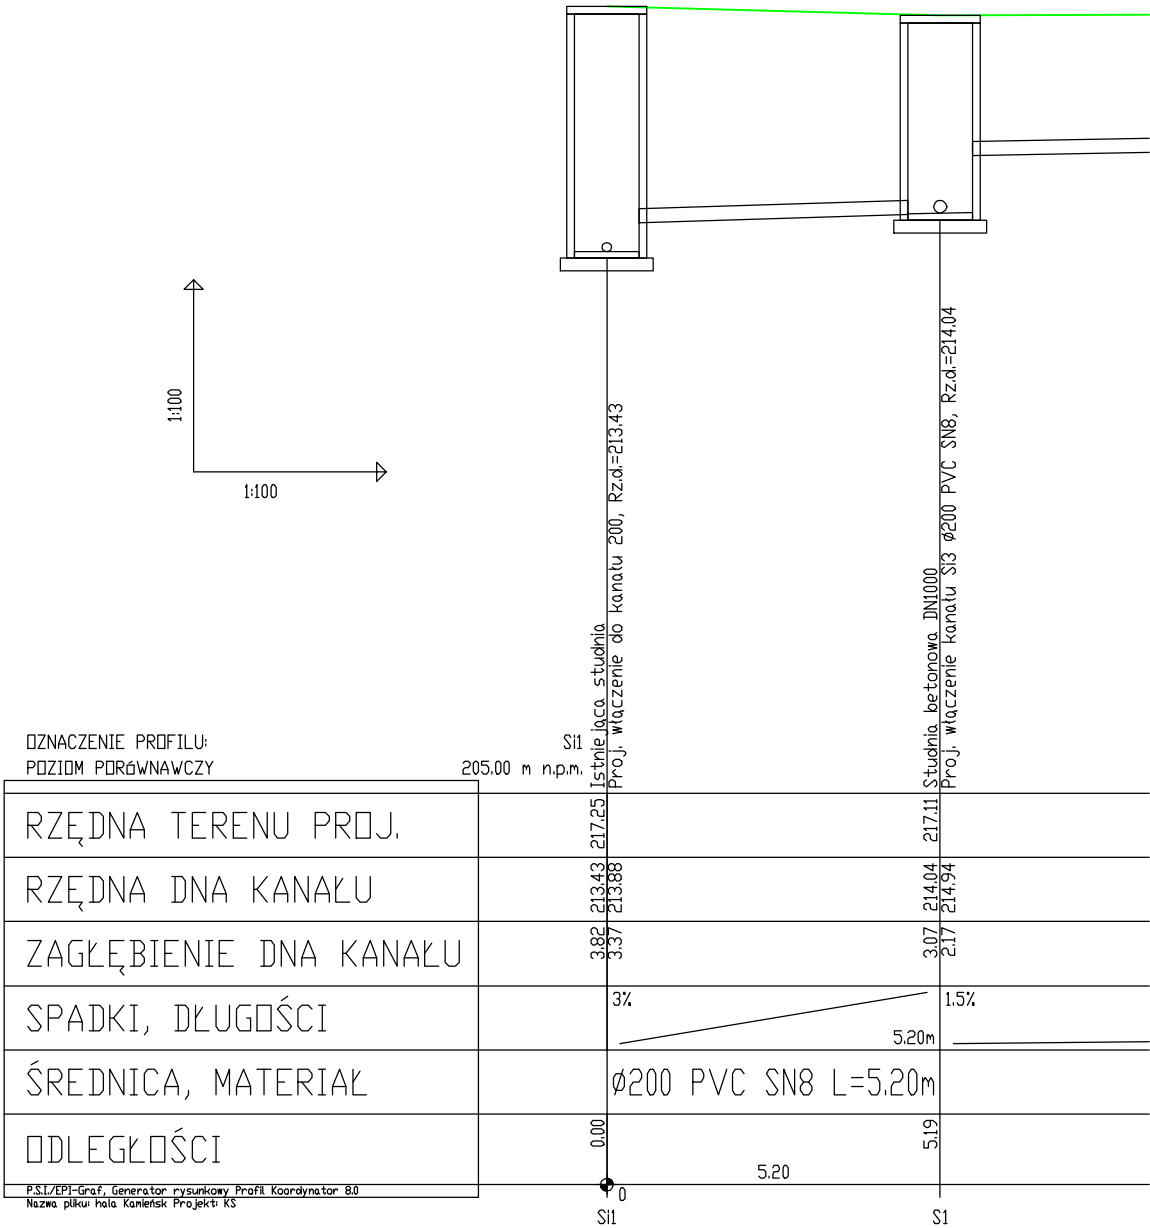 1:100
1:100
Istniejąca studnia
Proj. włączenie do kanału 200, Rz.d.=213.43
Studnia betonowa DN1000
Proj. włączenie kanału Si3 ø200 PVC SN8, Rz.d.=214.04
OZNACZENIE PROFILU: Si1
POZIOM PORóWNAWCZY 205.00 m n.p.m.
RZĘDNA TERENU PROJ. 217.25 217.11
RZĘDNA DNA KANAŁU 213.43 213.88 214.04 214.94
ZAGŁĘBIENIE DNA KANAŁU 3.82 3.37 3.07 2.17
SPADKI, DŁUGOŚCI 3% 5.20m 1.5%
ŚREDNICA, MATERIAŁ ø200 PVC SN8 L=5.20m
ODLEGŁOŚCI 0.00 5.20 5.19
P.S.I./EPI-Graf, Generator rysunkowy Profil Koordynator 8.0
Nazwa pliku: hala Kamieńsk Projekt: KS
0
Si1 S1